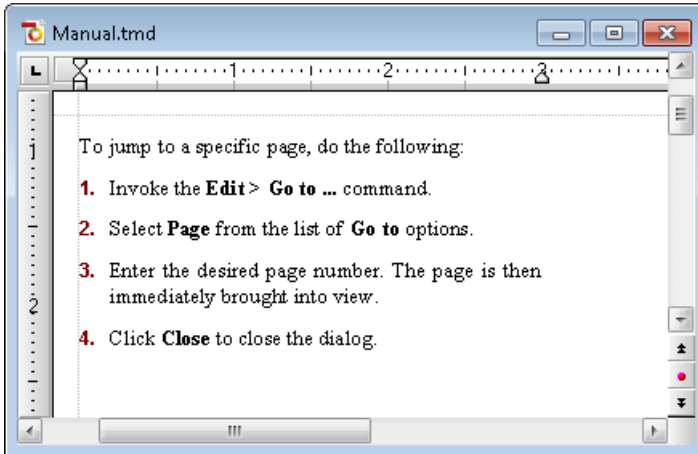 Manual.tmd
L
1 2 3
To jump to a specific page, do the following:
1
1. Invoke the Edit > Go to ... command.
2. Select Page from the list of Go to options.
3. Enter the desired page number. The page is then
immediately brought into view.
2
4. Click Close to close the dialog.